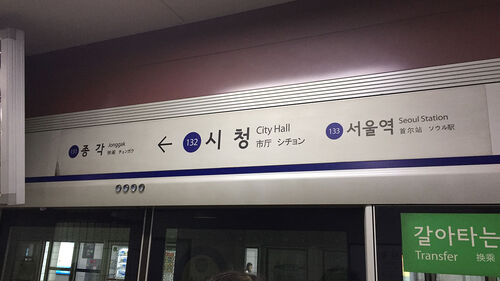 131 종각 Jonggak
鍾閣 チョンガク
← 132 시청 City Hall
市厅 シチョン
133 서울역 Seoul Station
首尔站 ソウル駅
갈아타는
Transfer 换乘